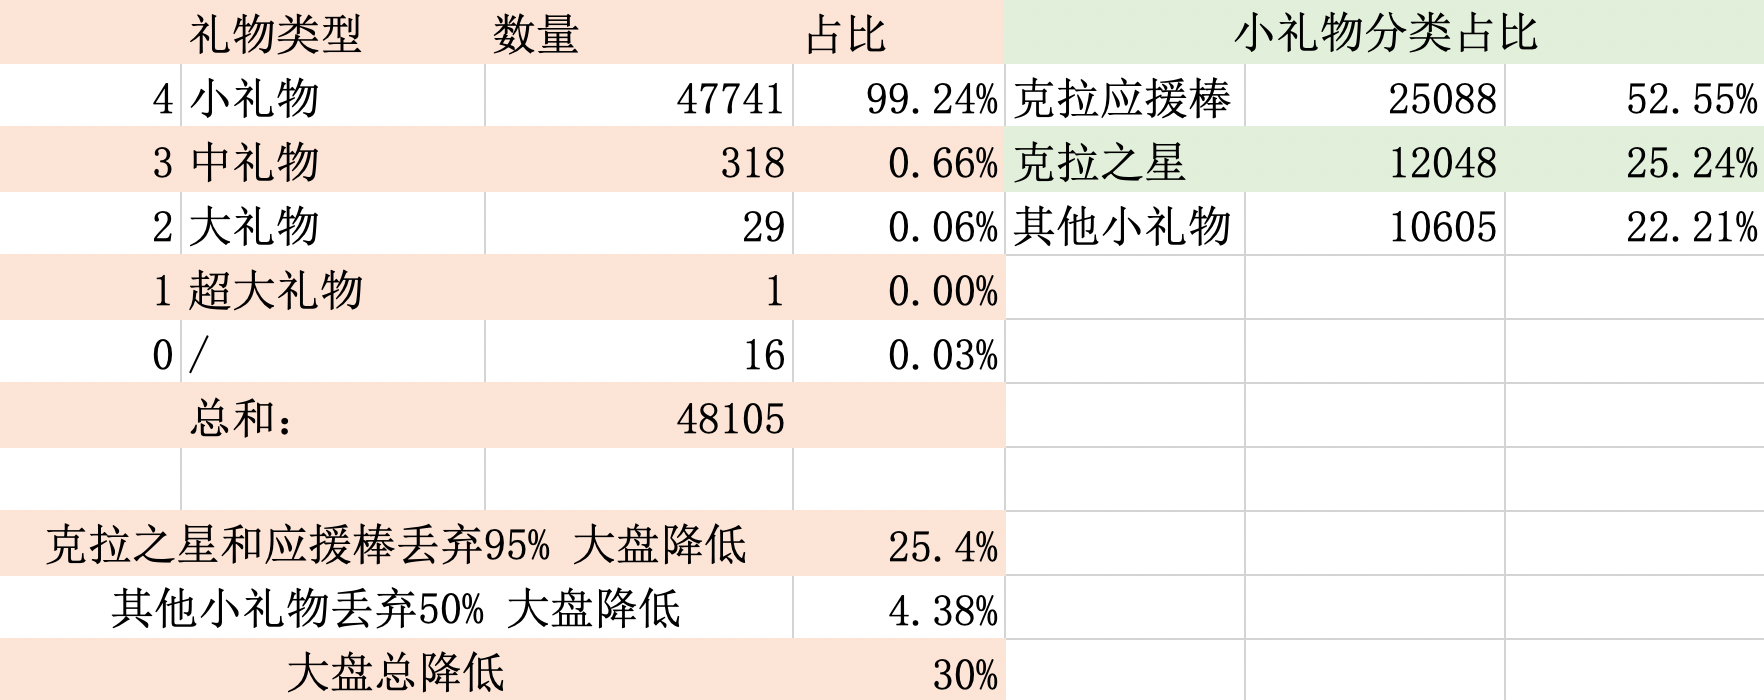 礼物类型 数量 占比 小礼物分类占比
4 小礼物 47741 99.24% 克拉应援棒 25088 52.55%
3 中礼物 318 0.66% 克拉之星 12048 25.24%
2 大礼物 29 0.06% 其他小礼物 10605 22.21%
1 超大礼物 1 0.00%
0 / 16 0.03%
总和： 48105
克拉之星和应援棒丢弃95% 大盘降低 25.4%
其他小礼物丢弃50% 大盘降低 4.38%
大盘总降低 30%